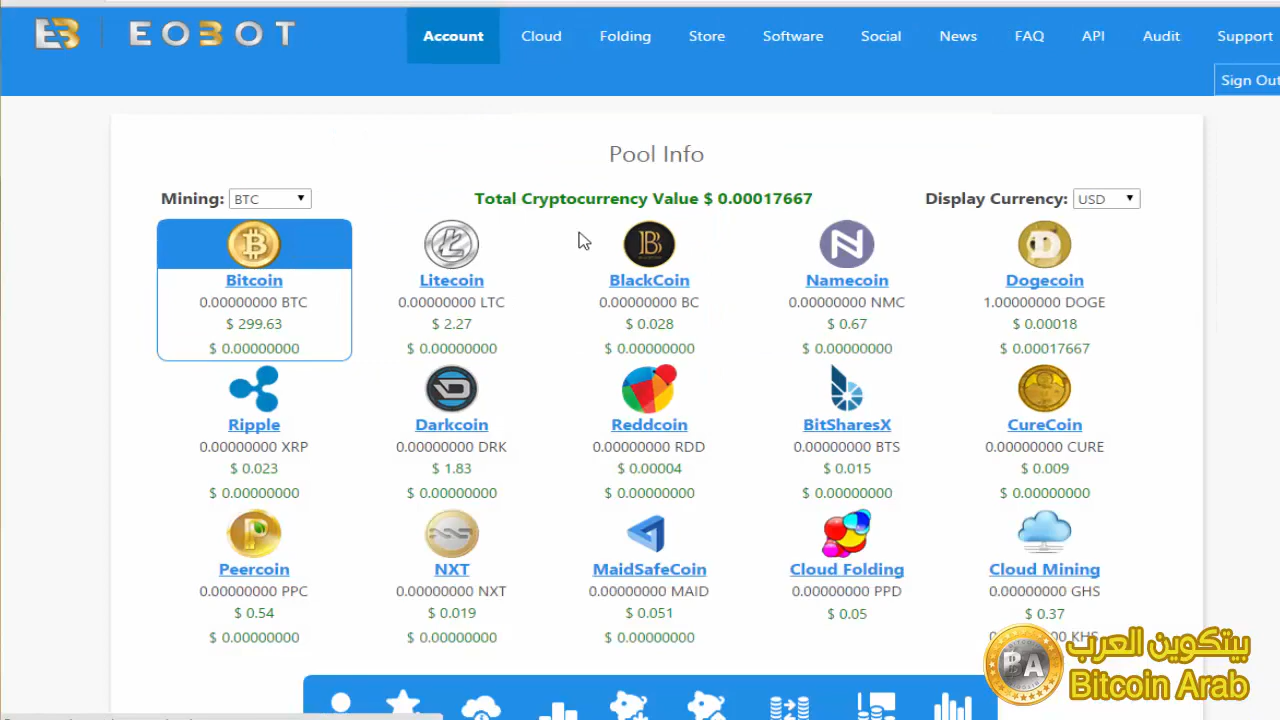 EB | EOBOT
Account Cloud Folding Store Software Social News FAQ API Audit Support
Sign Out
Pool Info
Mining: BTC Total Cryptocurrency Value $ 0.00017667 Display Currency: USD
Bitcoin Litecoin BlackCoin Namecoin Dogecoin
0.00000000 BTC 0.00000000 LTC 0.00000000 BC 0.00000000 NMC 1.00000000 DOGE
$ 299.63 $ 2.27 $ 0.028 $ 0.67 $ 0.00018
$ 0.00000000 $ 0.00000000 $ 0.00000000 $ 0.00000000 $ 0.00017667
Ripple Darkcoin Reddcoin BitSharesX CureCoin
0.00000000 XRP 0.00000000 DRK 0.00000000 RDD 0.00000000 BTS 0.00000000 CURE
$ 0.023 $ 1.83 $ 0.00004 $ 0.015 $ 0.009
$ 0.00000000 $ 0.00000000 $ 0.00000000 $ 0.00000000 $ 0.00000000
Peercoin NXT MaidSafeCoin Cloud Folding Cloud Mining
0.00000000 PPC 0.00000000 NXT 0.00000000 MAID 0.00000000 PPD 0.00000000 GHS
$ 0.54 $ 0.019 $ 0.051 $ 0.05 $ 0.37
$ 0.00000000 $ 0.00000000 $ 0.00000000 KHS
بيتكوين العرب
BA
Bitcoin Arab